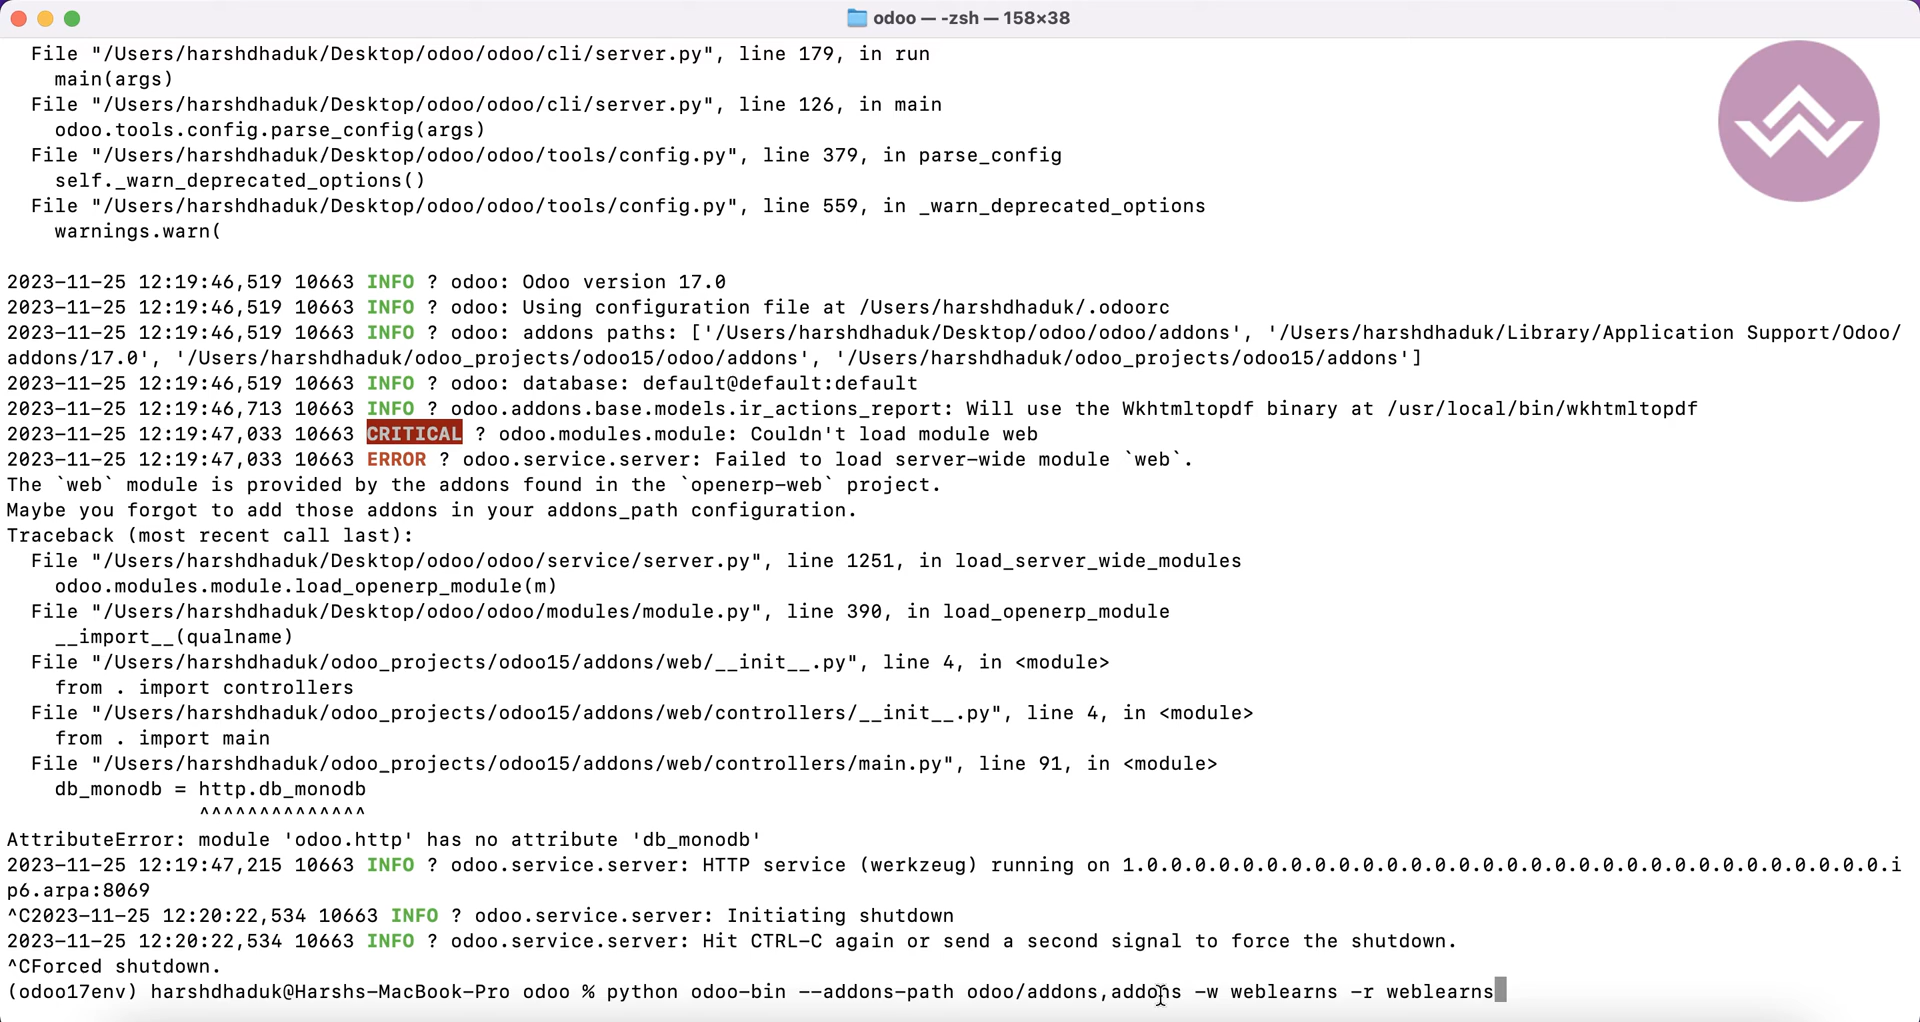 odoo — -zsh — 158×38
File "/Users/harshdhaduk/Desktop/odoo/odoo/cli/server.py", line 179, in run
main(args)
File "/Users/harshdhaduk/Desktop/odoo/odoo/cli/server.py", line 126, in main
odoo.tools.config.parse_config(args)
File "/Users/harshdhaduk/Desktop/odoo/odoo/tools/config.py", line 379, in parse_config
self._warn_deprecated_options()
File "/Users/harshdhaduk/Desktop/odoo/odoo/tools/config.py", line 559, in _warn_deprecated_options
warnings.warn(
2023-11-25 12:19:46,519 10663 INFO ? odoo: Odoo version 17.0
2023-11-25 12:19:46,519 10663 INFO ? odoo: Using configuration file at /Users/harshdhaduk/.odoorc
2023-11-25 12:19:46,519 10663 INFO ? odoo: addons paths: ['/Users/harshdhaduk/Desktop/odoo/odoo/addons', '/Users/harshdhaduk/Library/Application Support/Odoo/
addons/17.0', '/Users/harshdhaduk/odoo_projects/odoo15/odoo/addons', '/Users/harshdhaduk/odoo_projects/odoo15/addons']
2023-11-25 12:19:46,519 10663 INFO ? odoo: database: default@default:default
2023-11-25 12:19:46,713 10663 INFO ? odoo.addons.base.models.ir_actions_report: Will use the Wkhtmltopdf binary at /usr/local/bin/wkhtmltopdf
2023-11-25 12:19:47,033 10663 CRITICAL ? odoo.modules.module: Couldn't load module web
2023-11-25 12:19:47,033 10663 ERROR ? odoo.service.server: Failed to load server-wide module `web`.
The `web` module is provided by the addons found in the `openerp-web` project.
Maybe you forgot to add those addons in your addons_path configuration.
Traceback (most recent call last):
File "/Users/harshdhaduk/Desktop/odoo/odoo/service/server.py", line 1251, in load_server_wide_modules
odoo.modules.module.load_openerp_module(m)
File "/Users/harshdhaduk/Desktop/odoo/odoo/modules/module.py", line 390, in load_openerp_module
__import__(qualname)
File "/Users/harshdhaduk/odoo_projects/odoo15/addons/web/__init__.py", line 4, in <module>
from . import controllers
File "/Users/harshdhaduk/odoo_projects/odoo15/addons/web/controllers/__init__.py", line 4, in <module>
from . import main
File "/Users/harshdhaduk/odoo_projects/odoo15/addons/web/controllers/main.py", line 91, in <module>
db_monodb = http.db_monodb
^^^^^^^^^^^^^^
AttributeError: module 'odoo.http' has no attribute 'db_monodb'
2023-11-25 12:19:47,215 10663 INFO ? odoo.service.server: HTTP service (werkzeug) running on 1.0.0.0.0.0.0.0.0.0.0.0.0.0.0.0.0.0.0.0.0.0.0.0.0.0.0.0.0.0.0.0.i
p6.arpa:8069
^C2023-11-25 12:20:22,534 10663 INFO ? odoo.service.server: Initiating shutdown
2023-11-25 12:20:22,534 10663 INFO ? odoo.service.server: Hit CTRL-C again or send a second signal to force the shutdown.
^CForced shutdown.
(odoo17env) harshdhaduk@Harshs-MacBook-Pro odoo % python odoo-bin --addons-path odoo/addons,addons -w weblearns -r weblearns